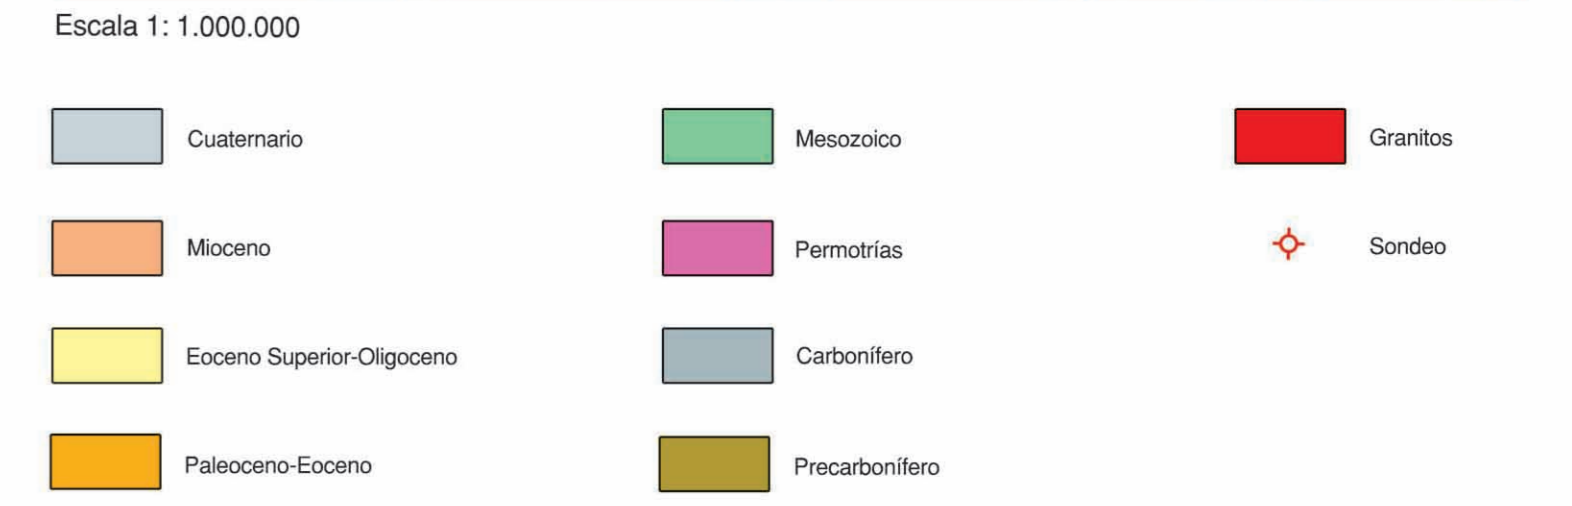 Escala 1: 1.000.000
Cuaternario
Mioceno
Eoceno Superior-Oligoceno
Paleoceno-Eoceno
Mesozoico
Permotrías
Carbonífero
Precarbonífero
Granitos
Sondeo